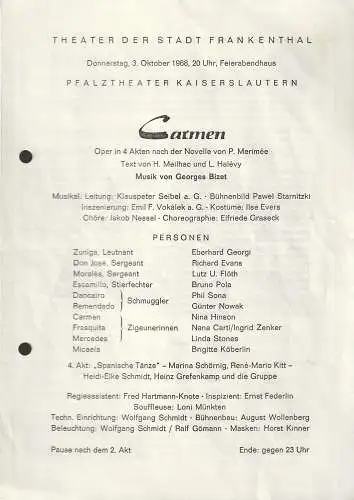 THEATER DER STADT FRANKENTHAL
Donnerstag, 3. Oktober 1968, 20 Uhr, Feierabendhaus
PFALZTHEATER KAISERSLAUTERN
Carmen
Oper in 4 Akten nach der Novelle von P. Merimée
Text von H. Meilhac und L. Halévy
Musik von Georges Bizet
Musikal. Leitung: Klauspeter Seibel a. G. · Bühnenbild Pawel Starnitzki
Inszenierung: Emil F. Vokálek a. G. · Kostüme: Ilse Evers
Chöre: Jakob Nessel · Choreographie: Elfriede Graseck
PERSONEN
Zuniga, Leutnant Eberhard Georgi
Don José, Sergeant Richard Evans
Moralès, Sergeant Lutz U. Flöth
Escamillo, Stierfechter Bruno Pola
Dancairo Phil Sona
Schmuggler
Remendado Günter Nowak
Carmen Nina Hinson
Frasquita Zigeunerinnen Nana Carti/Ingrid Zenker
Mercedes Linda Stones
Micaela Brigitte Köberlin
4. Akt: „Spanische Tänze" – Marina Schörnig, René-Mario Kitt –
Heidi-Elke Schmidt, Heinz Grefenkamp und die Gruppe
Regieassistent: Fred Hartmann-Knote · Inspizient: Ernst Federlin
Souffleuse: Loni Münkten
Techn. Einrichtung: Wolfgang Schmidt · Bühnenbau: August Wollenberg
Beleuchtung: Wolfgang Schmidt / Ralf Gömann · Masken: Horst Kinner
Pause nach dem 2. Akt Ende: gegen 23 Uhr